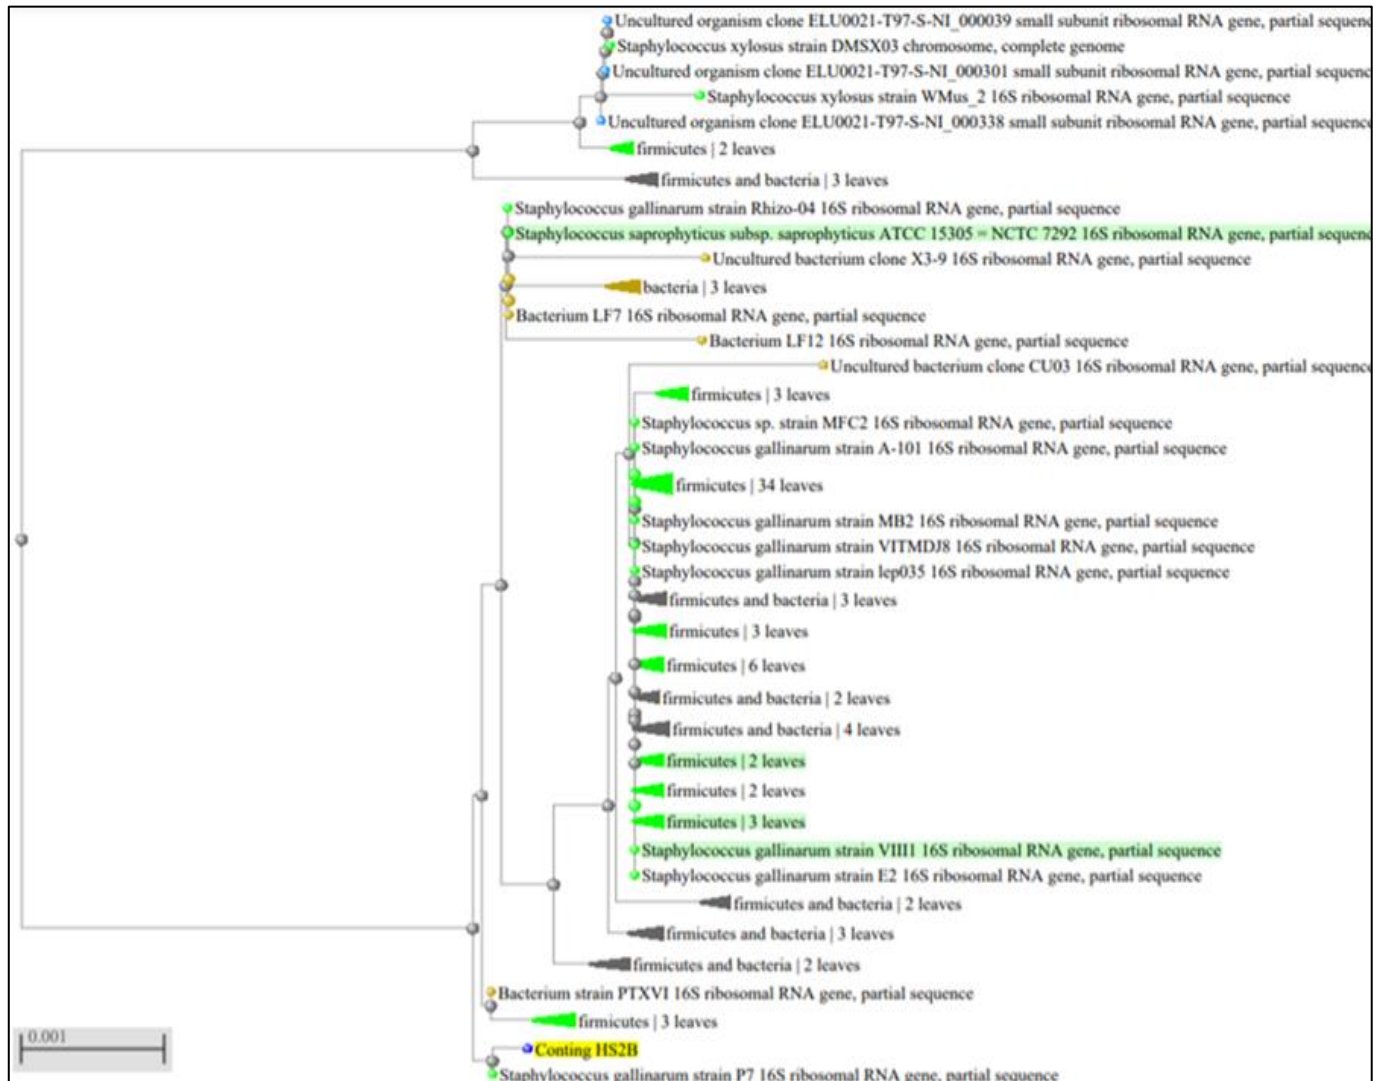 Uncultured organism clone ELU0021-T97-S-NI_000039 small subunit ribosomal RNA gene, partial sequenc
Staphylococcus xylosus strain DMSX03 chromosome, complete genome
Uncultured organism clone ELU0021-T97-S-NI_000301 small subunit ribosomal RNA gene, partial sequenc
Staphylococcus xylosus strain WMus_2 16S ribosomal RNA gene, partial sequence
Uncultured organism clone ELU0021-T97-S-NI_000338 small subunit ribosomal RNA gene, partial sequence
firmicutes | 2 leaves
firmicutes and bacteria | 3 leaves
Staphylococcus gallinarum strain Rhizo-04 16S ribosomal RNA gene, partial sequence
Staphylococcus saprophyticus subsp. saprophyticus ATCC 15305 = NCTC 7292 16S ribosomal RNA gene, partial sequenc
Uncultured bacterium clone X3-9 16S ribosomal RNA gene, partial sequence
bacteria | 3 leaves
Bacterium LF7 16S ribosomal RNA gene, partial sequence
Bacterium LF12 16S ribosomal RNA gene, partial sequence
Uncultured bacterium clone CU03 16S ribosomal RNA gene, partial sequence
firmicutes | 3 leaves
Staphylococcus sp. strain MFC2 16S ribosomal RNA gene, partial sequence
Staphylococcus gallinarum strain A-101 16S ribosomal RNA gene, partial sequence
firmicutes | 34 leaves
Staphylococcus gallinarum strain MB2 16S ribosomal RNA gene, partial sequence
Staphylococcus gallinarum strain VITMDJ8 16S ribosomal RNA gene, partial sequence
Staphylococcus gallinarum strain lep035 16S ribosomal RNA gene, partial sequence
firmicutes and bacteria | 3 leaves
firmicutes | 3 leaves
firmicutes | 6 leaves
firmicutes and bacteria | 2 leaves
firmicutes and bacteria | 4 leaves
firmicutes | 2 leaves
firmicutes | 2 leaves
firmicutes | 3 leaves
Staphylococcus gallinarum strain VIII1 16S ribosomal RNA gene, partial sequence
Staphylococcus gallinarum strain E2 16S ribosomal RNA gene, partial sequence
firmicutes and bacteria | 2 leaves
firmicutes and bacteria | 3 leaves
firmicutes and bacteria | 2 leaves
Bacterium strain PTXVI 16S ribosomal RNA gene, partial sequence
firmicutes | 3 leaves
0.001
Conting HS2B
Staphylococcus gallinarum strain P7 16S ribosomal RNA gene, partial sequence